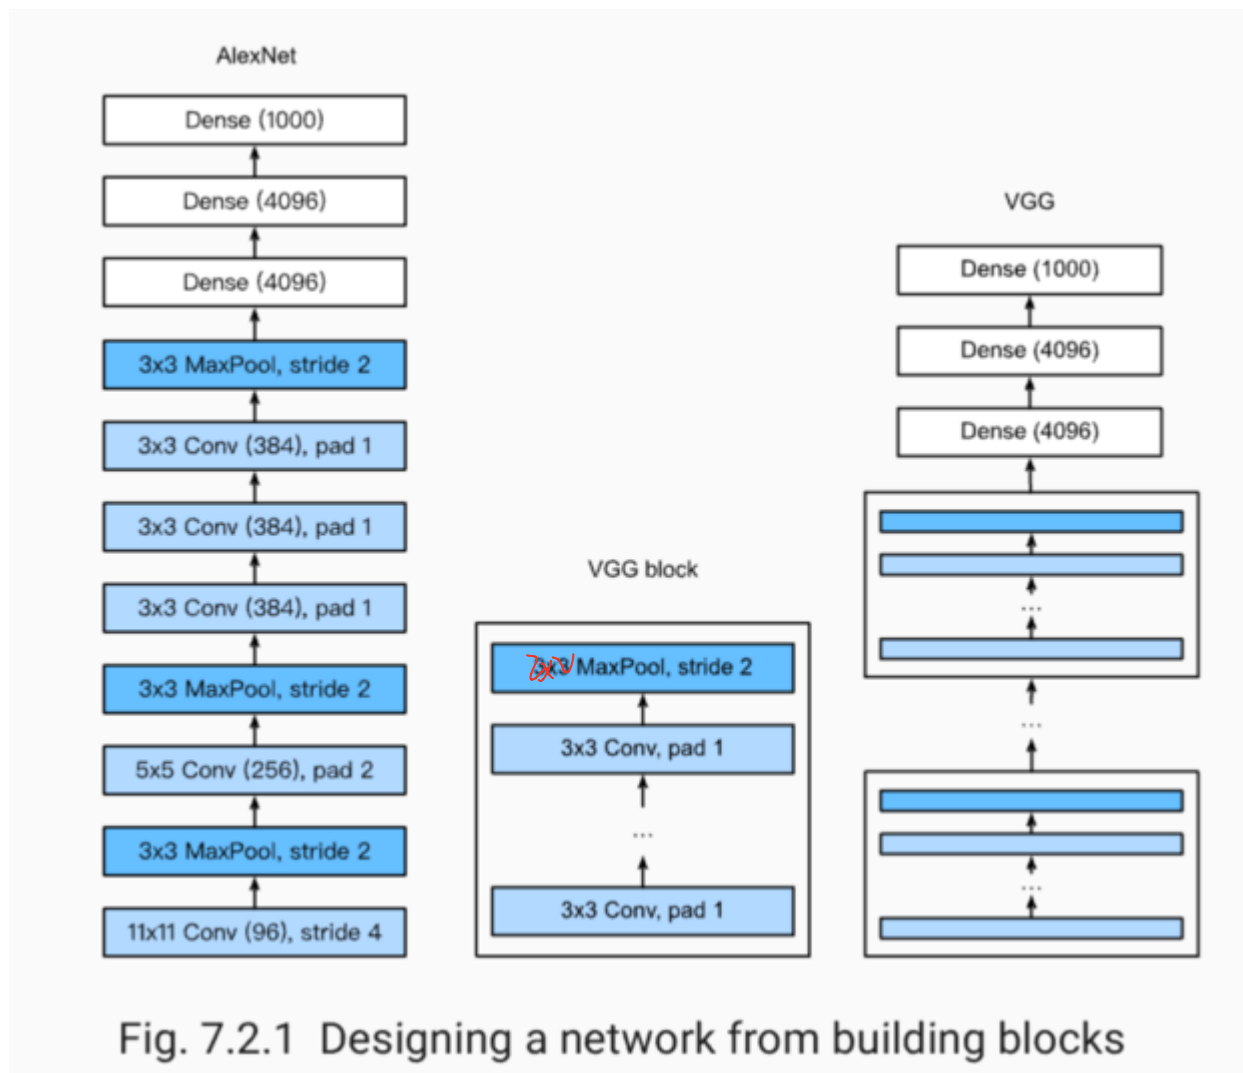 AlexNet
Dense (1000)
Dense (4096)
Dense (4096)
3x3 MaxPool, stride 2
3x3 Conv (384), pad 1
3x3 Conv (384), pad 1
3x3 Conv (384), pad 1
3x3 MaxPool, stride 2
5x5 Conv (256), pad 2
3x3 MaxPool, stride 2
11x11 Conv (96), stride 4
VGG block
3x3 MaxPool, stride 2
3x3 Conv, pad 1
...
3x3 Conv, pad 1
VGG
Dense (1000)
Dense (4096)
Dense (4096)
...
...
...
Fig. 7.2.1 Designing a network from building blocks